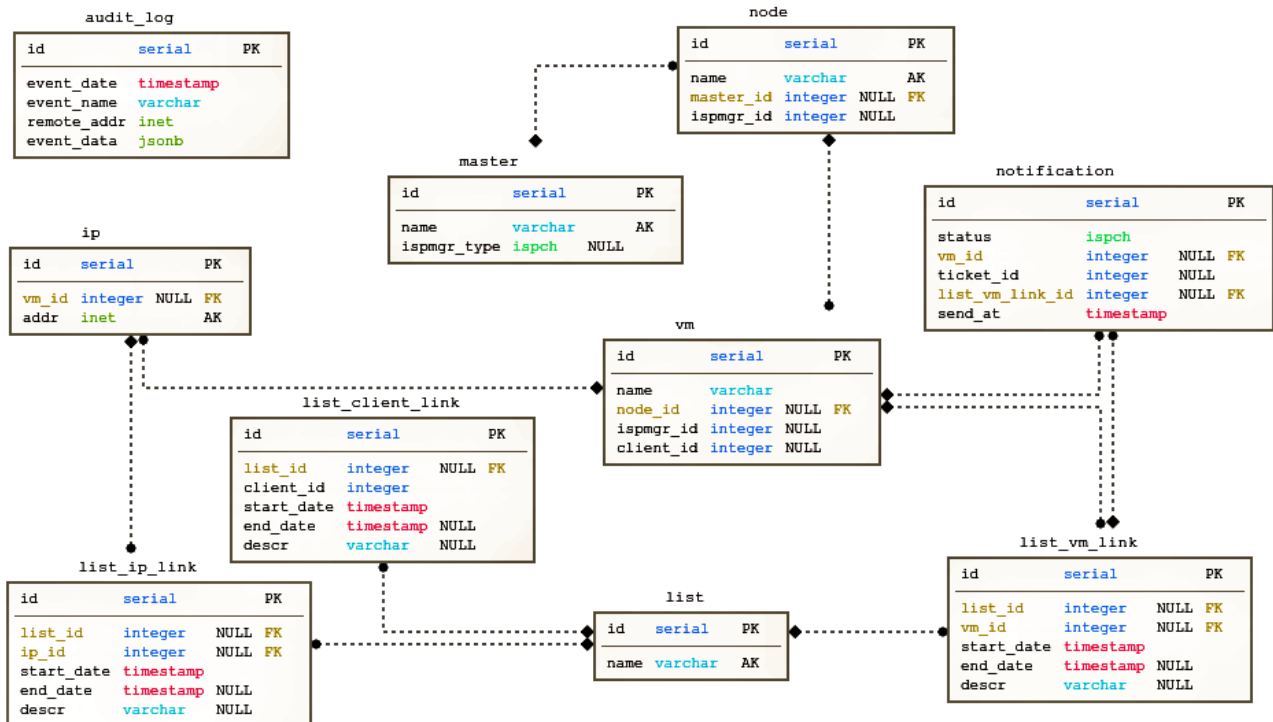 audit_log
id serial PK
event_date timestamp
event_name varchar
remote_addr inet
event_data jsonb
node
id serial PK
name varchar AK
master_id integer NULL FK
ispmgr_id integer NULL
master
id serial PK
name varchar AK
ispmgr_type ispch NULL
notification
id serial PK
status ispch
vm_id integer NULL FK
ticket_id integer NULL
list_vm_link_id integer NULL FK
send_at timestamp
ip
id serial PK
vm_id integer NULL FK
addr inet AK
vm
id serial PK
name varchar
node_id integer NULL FK
ispmgr_id integer NULL
client_id integer NULL
list_client_link
id serial PK
list_id integer NULL FK
client_id integer
start_date timestamp
end_date timestamp NULL
descr varchar NULL
list_ip_link
id serial PK
list_id integer NULL FK
ip_id integer NULL FK
start_date timestamp
end_date timestamp NULL
descr varchar NULL
list
id serial PK
name varchar AK
list_vm_link
id serial PK
list_id integer NULL FK
vm_id integer NULL FK
start_date timestamp
end_date timestamp NULL
descr varchar NULL